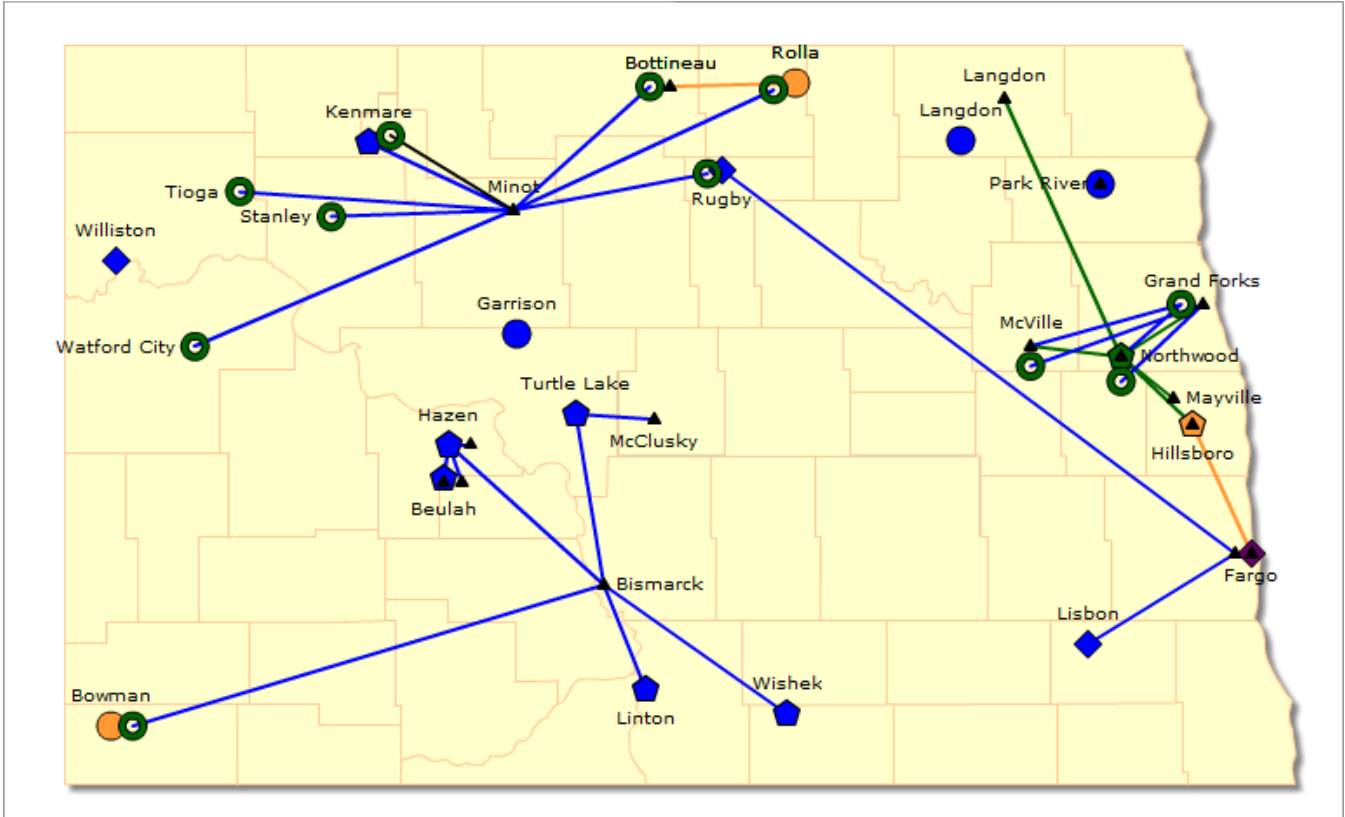 Rolla
Bottineau
Langdon
Langdon
Kenmare
Park River
Minot
Tioga
Rugby
Stanley
Williston
Grand Forks
Garrison
McVille
Watford City
Northwood
Turtle Lake
Mayville
Hazen
McClusky
Hillsboro
Beulah
Fargo
Bismarck
Lisbon
Wishek
Bowman
Linton